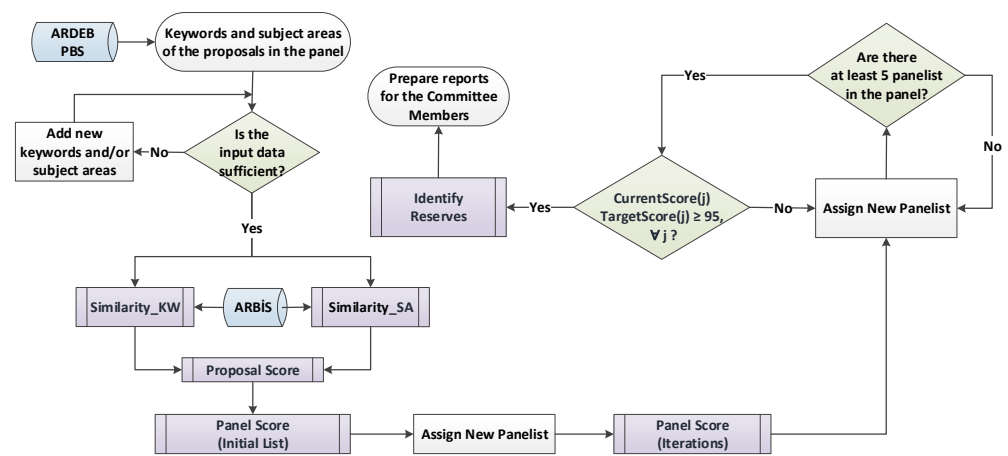 ARDEB
PBS
Keywords and subject areas
of the proposals in the panel
Add new
keywords and/or
subject areas
No
Is the
input data
sufficient?
Yes
Similarity_KW
ARBİS
Similarity_SA
Proposal Score
Panel Score
(Initial List)
Assign New Panelist
Panel Score
(Iterations)
Prepare reports
for the Committee
Members
Identify
Reserves
Yes
CurrentScore(j)
TargetScore(j) ≥ 95,
∀ j ?
No
Assign New Panelist
Yes
Are there
at least 5 panelist
in the panel?
No